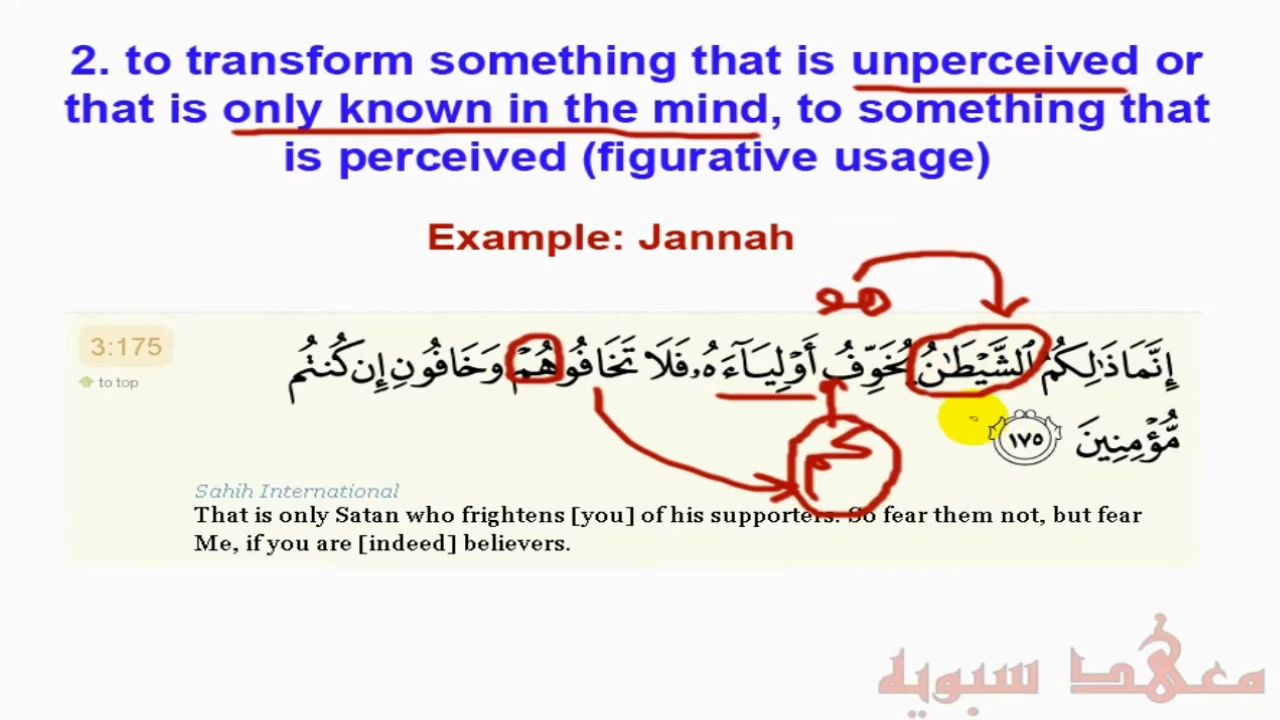 2. to transform something that is unperceived or
that is only known in the mind, to something that
is perceived (figurative usage)
Example: Jannah
3:175
to top
إِنَّمَا ذَٰلِكُمُ ٱلشَّيْطَـٰنُ يُخَوِّفُ أَوْلِيَآءَهُۥ فَلَا تَخَافُوهُمْ وَخَافُونِ إِن كُنتُم
مُّؤْمِنِينَ ١٧٥
Sahih International
That is only Satan who frightens [you] of his supporters. So fear them not, but fear
Me, if you are [indeed] believers.
معهد سيبويه